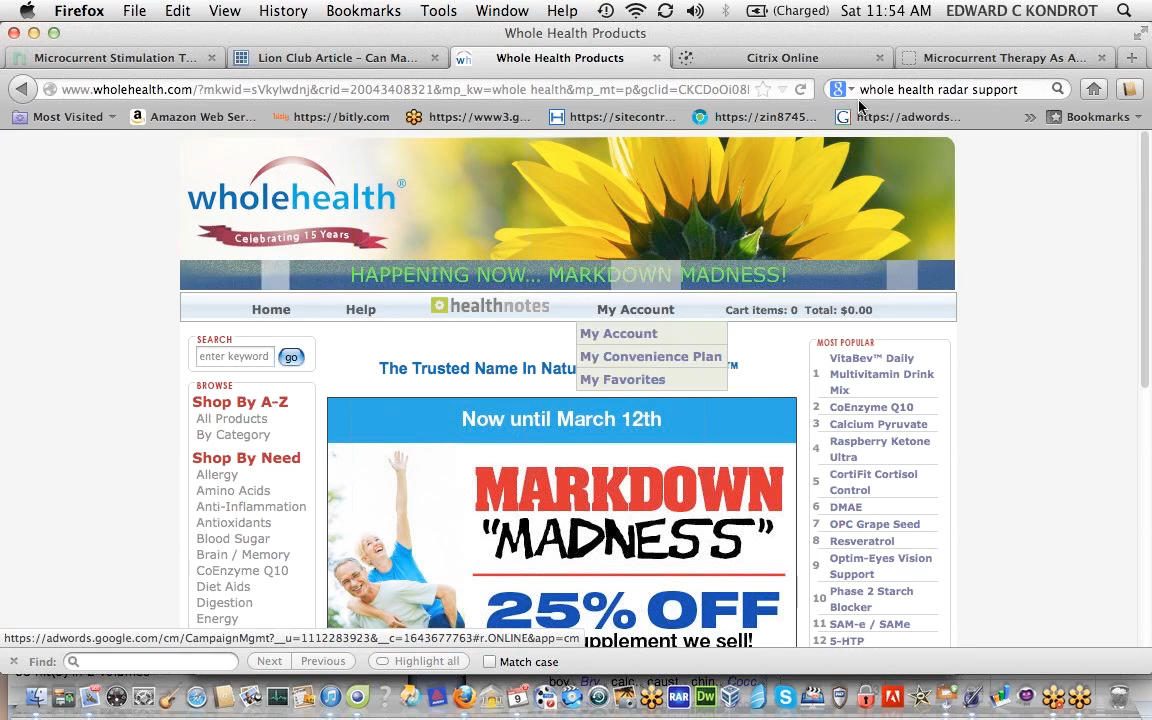 Firefox File Edit View History Bookmarks Tools Window Help (Charged) Sat 11:54 AM EDWARD C KONDROT
Whole Health Products
Microcurrent Stimulation T... Lion Club Article – Can Ma... Whole Health Products Citrix Online Microcurrent Therapy As A...
www.wholehealth.com/?mkwid=sVkylwdnj&crid=20043408321&mp_kw=whole health&mp_mt=p&gclid=CKCDoOi08l whole health radar support
Most Visited Amazon Web Ser... bitly https://bitly.com https://www3.g... https://sitecontr... https://zin8745... https://adwords... Bookmarks
wholehealth®
Celebrating 15 Years
HAPPENING NOW... MARKDOWN MADNESS!
Home Help healthnotes My Account Cart items: 0 Total: $0.00
My Account
My Convenience Plan
My Favorites
SEARCH
enter keyword go
BROWSE
Shop By A-Z
All Products
By Category
Shop By Need
Allergy
Amino Acids
Anti-Inflammation
Antioxidants
Blood Sugar
Brain / Memory
CoEnzyme Q10
Diet Aids
Digestion
Energy
The Trusted Name In Natu ™
Now until March 12th
MARKDOWN
"MADNESS"
25% OFF
upplement we sell!
MOST POPULAR
1 VitaBev™ Daily
Multivitamin Drink
Mix
2 CoEnzyme Q10
3 Calcium Pyruvate
4 Raspberry Ketone
Ultra
5 CortiFit Cortisol
Control
6 DMAE
7 OPC Grape Seed
8 Resveratrol
9 Optim-Eyes Vision
Support
10 Phase 2 Starch
Blocker
11 SAM-e / SAMe
12 5-HTP
https://adwords.google.com/cm/CampaignMgmt?__u=1112283923&__c=1643677763#r.ONLINE&app=cm
Find: Next Previous Highlight all Match case
RAR Dw